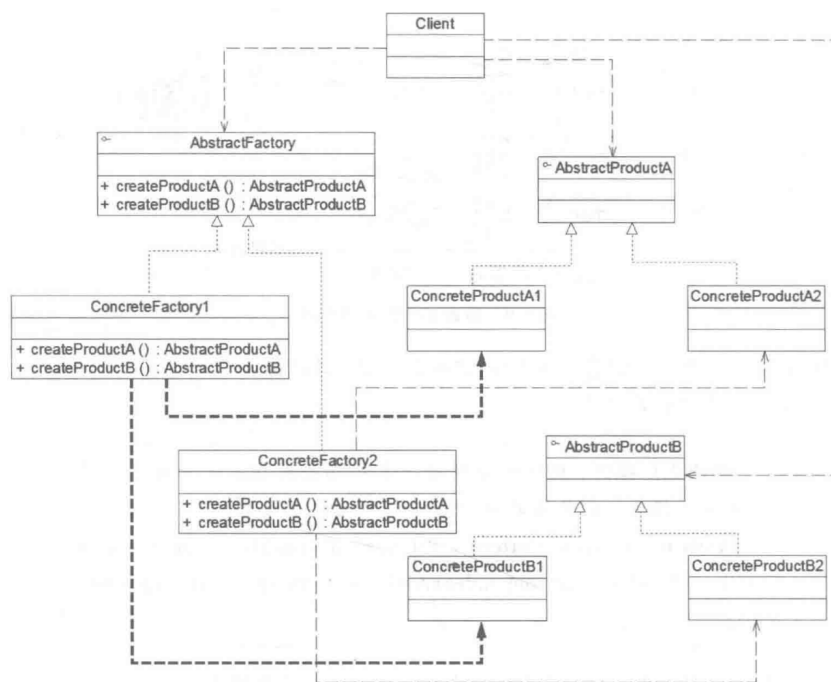 Client
AbstractFactory
+ createProductA () : AbstractProductA
+ createProductB () : AbstractProductB
AbstractProductA
ConcreteFactory1
+ createProductA () : AbstractProductA
+ createProductB () : AbstractProductB
ConcreteProductA1
ConcreteProductA2
ConcreteFactory2
+ createProductA () : AbstractProductA
+ createProductB () : AbstractProductB
AbstractProductB
ConcreteProductB1
ConcreteProductB2